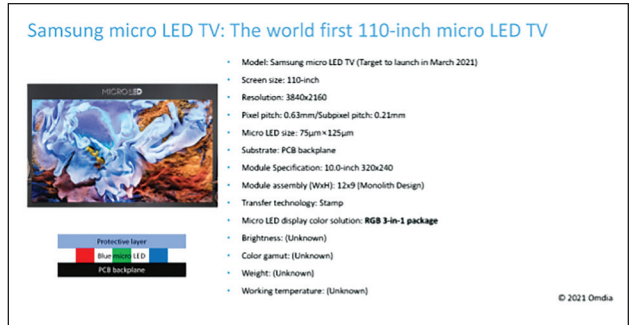 Samsung micro LED TV: The world first 110-inch micro LED TV
• Model: Samsung micro LED TV (Target to launch in March 2021)
• Screen size: 110-inch
• Resolution: 3840x2160
• Pixel pitch: 0.63mm/Subpixel pitch: 0.21mm
• Micro LED size: 75µm×125µm
• Substrate: PCB backplane
• Module Specification: 10.0-inch 320x240
• Module assembly (WxH): 12x9 (Monolith Design)
• Transfer technology: Stamp
• Micro LED display color solution: RGB 3-in-1 package
• Brightness: (Unknown)
• Color gamut: (Unknown)
• Weight: (Unknown)
• Working temperature: (Unknown)
MICRO LED
Protective layer
Blue micro LED
PCB backplane
© 2021 Omdia